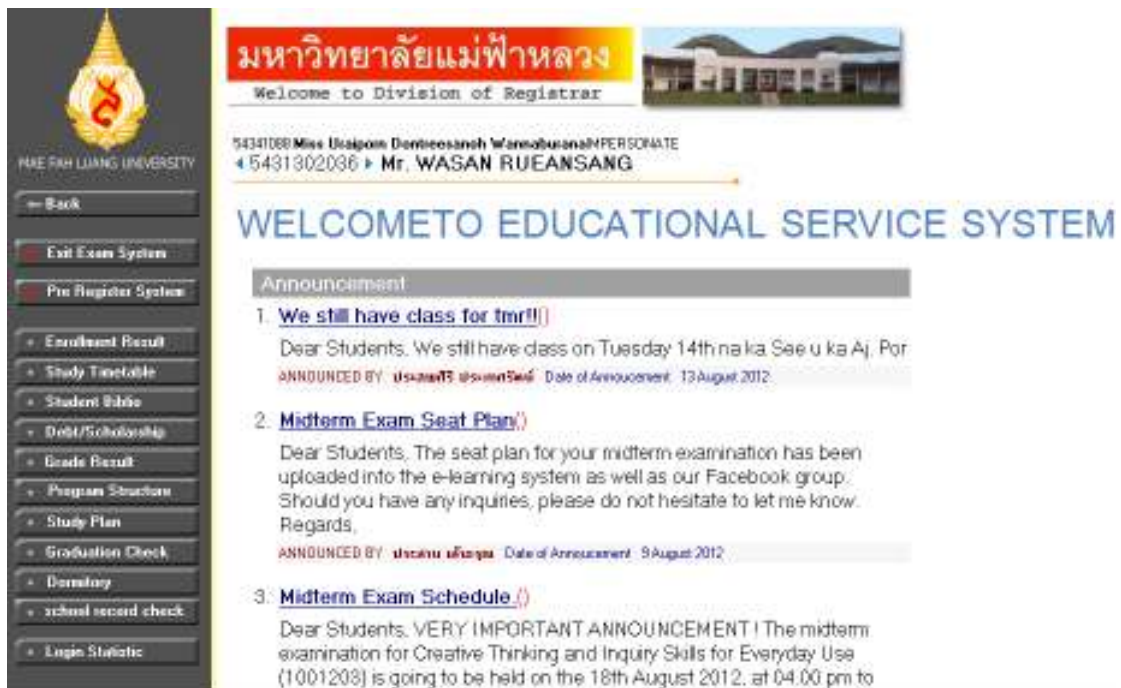 MAE FAH LUANG UNIVERSITY
Back
Exit Exam System
Pre Register System
Enrollment Result
Study Timetable
Student Biblio
Debt/Scholarship
Grade Result
Program Structure
Study Plan
Graduation Check
Dormitory
school record check
Login Statistic
มหาวิทยาลัยแม่ฟ้าหลวง
Welcome to Division of Registrar
Miss
5431302036 Mr. WASAN RUEANSANG
WELCOMETO EDUCATIONAL SERVICE SYSTEM
Announcement
1. We still have class for tmr!!()
Dear Students, We still have class on Tuesday 14th na ka See u ka Aj. Por
ANNOUNCED BY Date of Annoucement 13 August 2012
2. Midterm Exam Seat Plan()
Dear Students, The seat plan for your midterm examination has been
uploaded into the e-learning system as well as our Facebook group.
Should you have any inquiries, please do not hesitate to let me know.
Regards,
ANNOUNCED BY Date of Annoucement 9 August 2012
3. Midterm Exam Schedule.()
Dear Students, VERY IMPORTANT ANNOUNCEMENT ! The midterm
examination for Creative Thinking and Inquiry Skills for Everyday Use
(1001203) is going to be held on the 18th August 2012, at 04.00 pm to